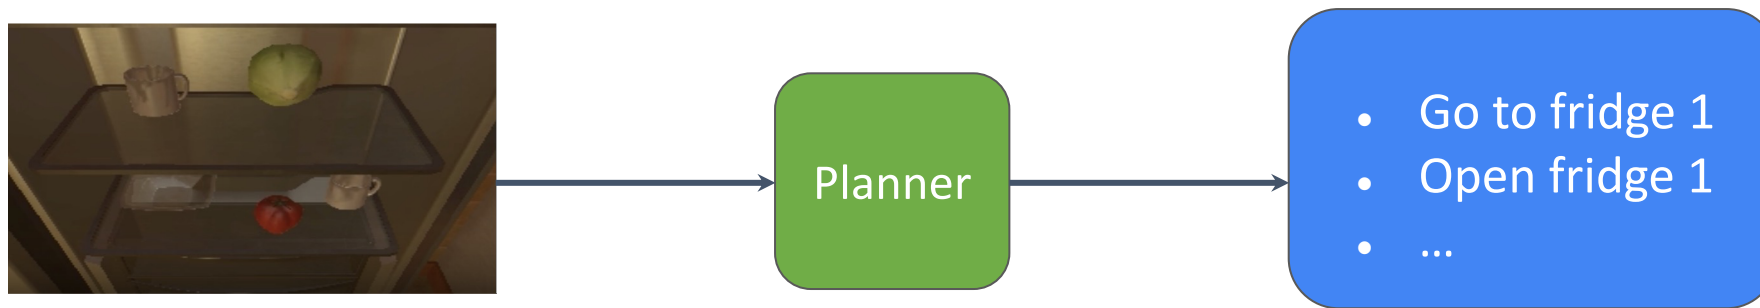 Planner
• Go to fridge 1
• Open fridge 1
• ...